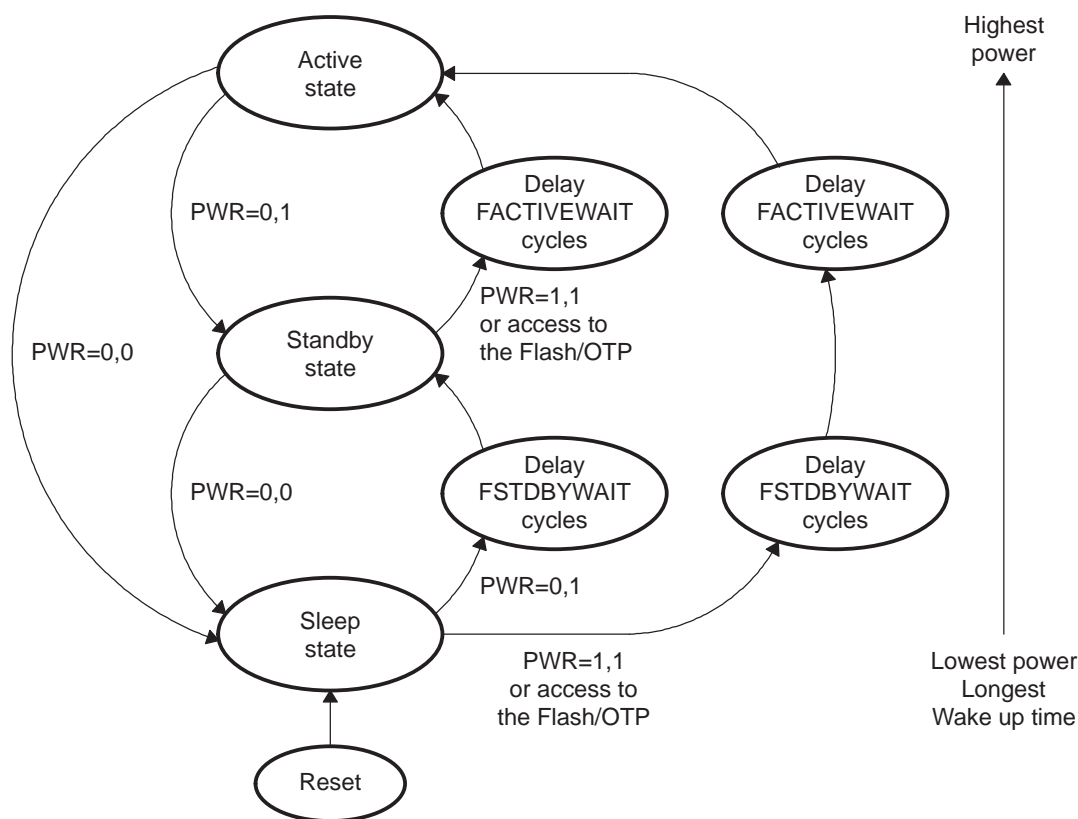 Highest
power
Active
state
Delay
FACTIVEWAIT
cycles
Delay
FACTIVEWAIT
cycles
PWR=0,1
PWR=1,1
or access to
the Flash/OTP
Standby
state
PWR=0,0
Delay
FSTDBYWAIT
cycles
Delay
FSTDBYWAIT
cycles
PWR=0,0
PWR=0,1
Sleep
state
PWR=1,1
or access to
the Flash/OTP
Lowest power
Longest
Wake up time
Reset